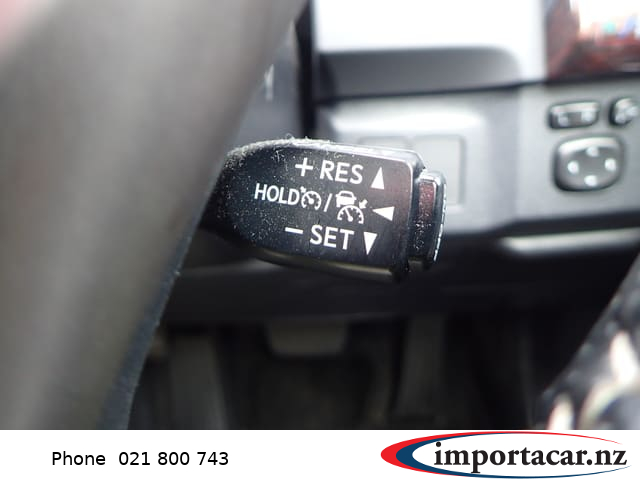 + RES
HOLD /
− SET
Phone 021 800 743
importacar.nz